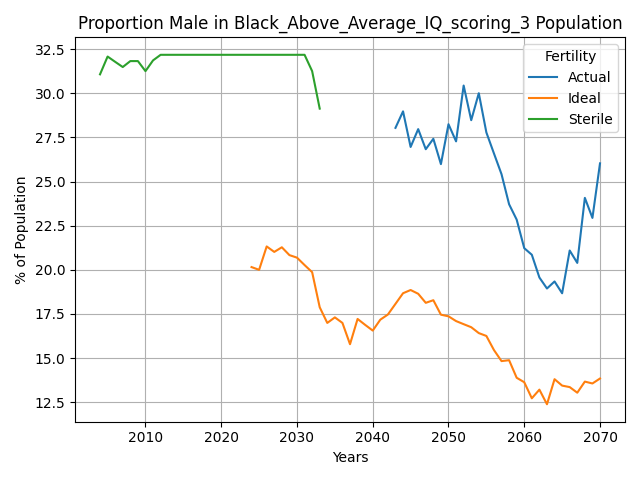 Proportion Male in Black_Above_Average_IQ_scoring_3 Population
% of Population
32.5
30.0
27.5
25.0
22.5
20.0
17.5
15.0
12.5
Fertility
Actual
Ideal
Sterile
2010 2020 2030 2040 2050 2060 2070
Years